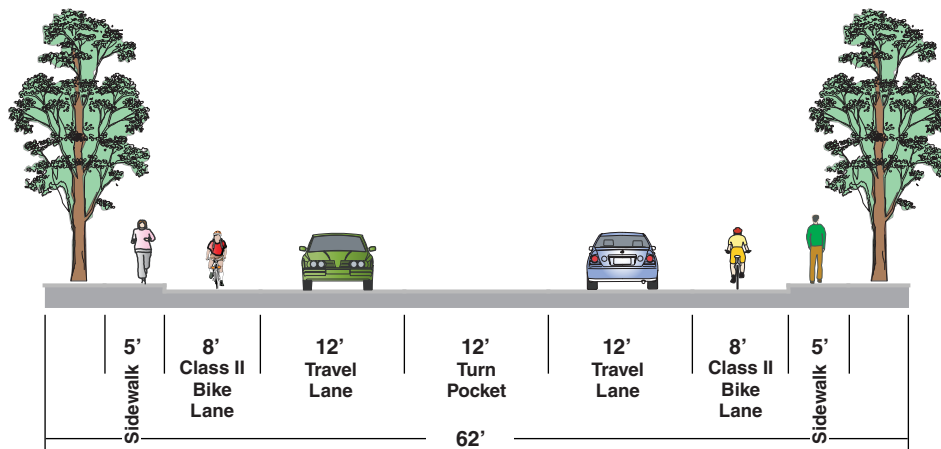 5’
Sidewalk
8’
Class II
Bike
Lane
12’
Travel
Lane
12’
Turn
Pocket
12’
Travel
Lane
8’
Class II
Bike
Lane
5’
Sidewalk
62’